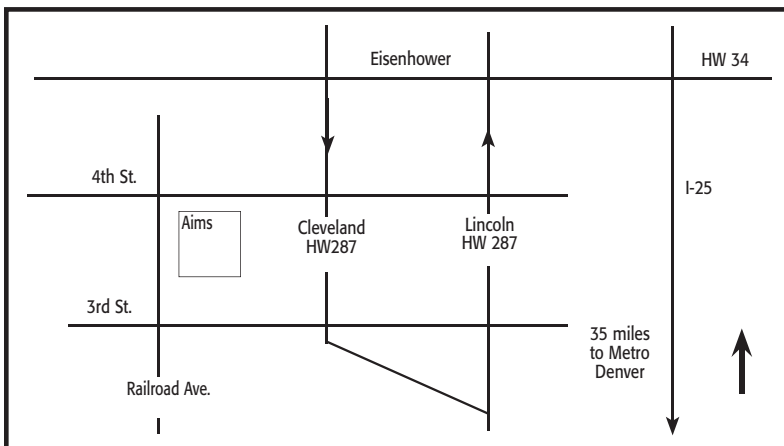 Eisenhower
HW 34
4th St.
I-25
Aims
Cleveland
HW287
Lincoln
HW 287
3rd St.
35 miles
to Metro
Denver
Railroad Ave.